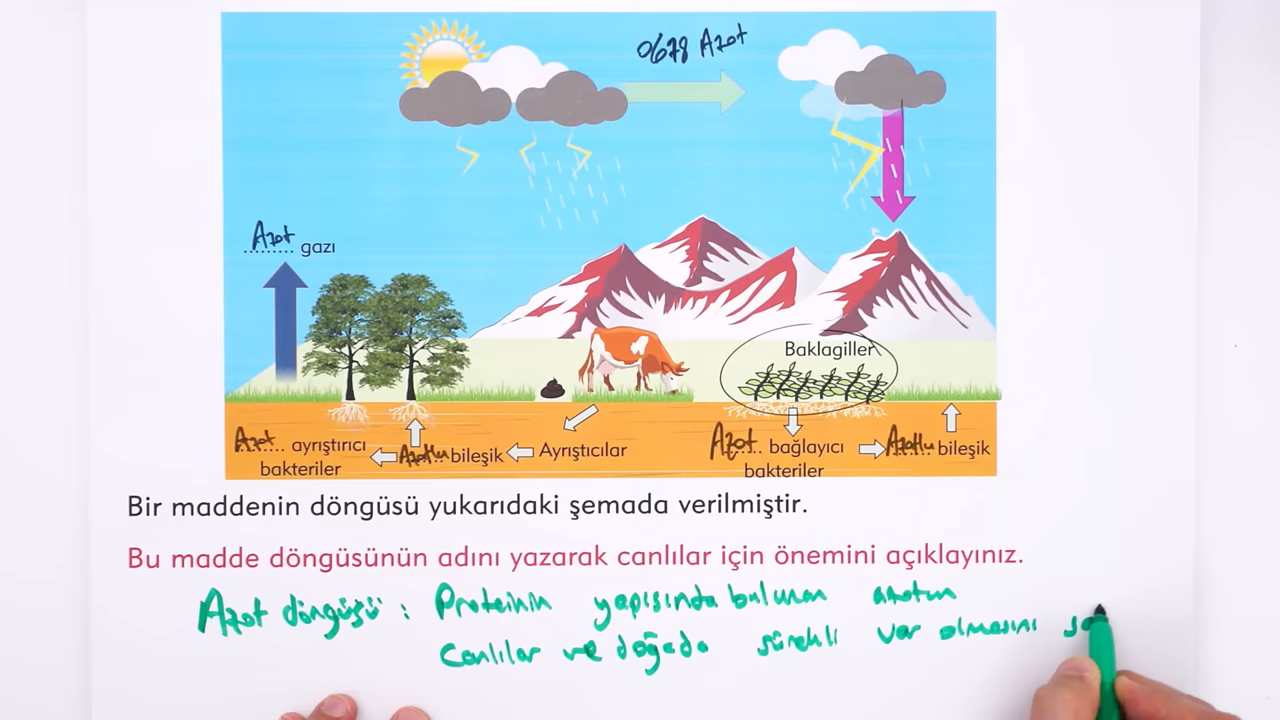 %78 Azot
Azot gazı
Baklagiller
Azot ayrıştırıcı bakteriler
Azotlu bileşik
Ayrıştıcılar
Azot bağlayıcı bakteriler
Azotlu bileşik
Bir maddenin döngüsü yukarıdaki şemada verilmiştir.
Bu madde döngüsünün adını yazarak canlılar için önemini açıklayınız.
Azot döngüsü : Proteinin yapısında bulunan azotun
canlılar ve doğada sürekli var olmasını